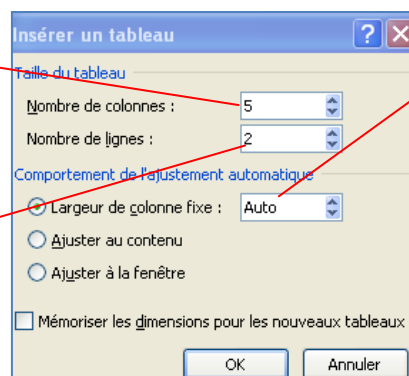 Insérer un tableau
Taille du tableau
Nombre de colonnes : 5
Nombre de lignes : 2
Comportement de l'ajustement automatique
Largeur de colonne fixe : Auto
Ajuster au contenu
Ajuster à la fenêtre
Mémoriser les dimensions pour les nouveaux tableaux
OK Annuler